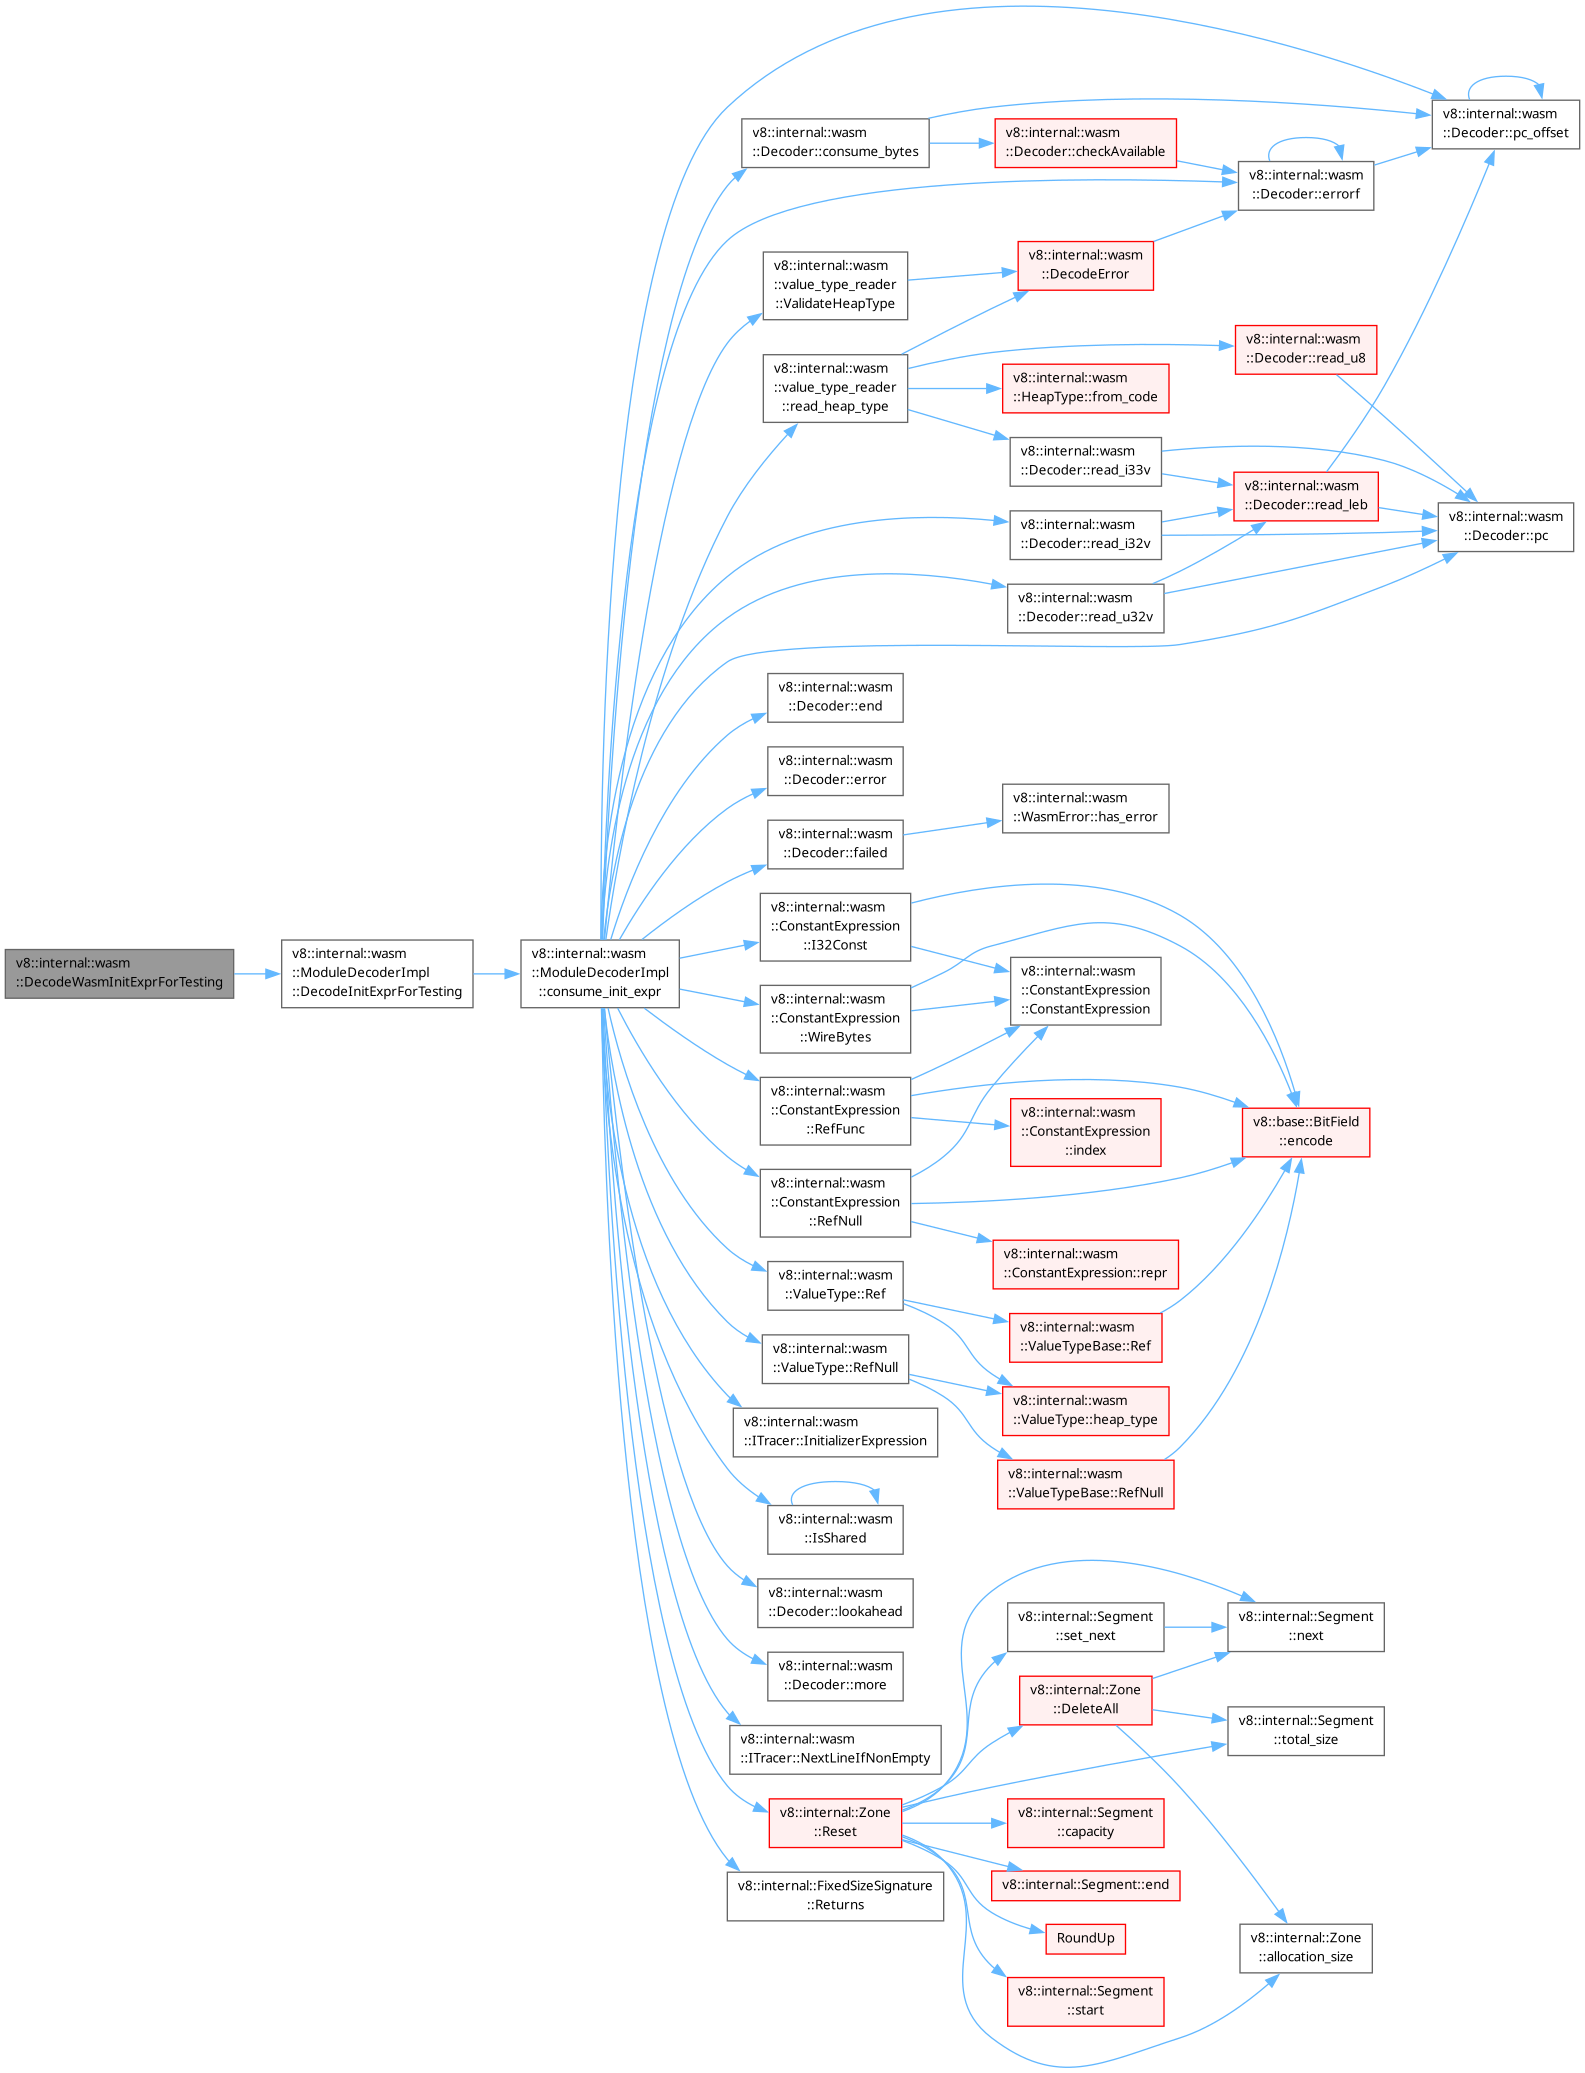 v8::internal::wasm
::DecodeWasmInitExprForTesting
v8::internal::wasm
::ModuleDecoderImpl
::DecodeInitExprForTesting
v8::internal::wasm
::ModuleDecoderImpl
::consume_init_expr
v8::internal::wasm
::Decoder::consume_bytes
v8::internal::wasm
::value_type_reader
::ValidateHeapType
v8::internal::wasm
::value_type_reader
::read_heap_type
v8::internal::wasm
::Decoder::end
v8::internal::wasm
::Decoder::error
v8::internal::wasm
::Decoder::failed
v8::internal::wasm
::ConstantExpression
::I32Const
v8::internal::wasm
::ConstantExpression
::WireBytes
v8::internal::wasm
::ConstantExpression
::RefFunc
v8::internal::wasm
::ConstantExpression
::RefNull
v8::internal::wasm
::ValueType::Ref
v8::internal::wasm
::ValueType::RefNull
v8::internal::wasm
::ITracer::InitializerExpression
v8::internal::wasm
::IsShared
v8::internal::wasm
::Decoder::lookahead
v8::internal::wasm
::Decoder::more
v8::internal::wasm
::ITracer::NextLineIfNonEmpty
v8::internal::Zone
::Reset
v8::internal::FixedSizeSignature
::Returns
v8::internal::wasm
::Decoder::checkAvailable
v8::internal::wasm
::DecodeError
v8::internal::wasm
::HeapType::from_code
v8::internal::wasm
::Decoder::read_i33v
v8::internal::wasm
::Decoder::read_i32v
v8::internal::wasm
::Decoder::read_u32v
v8::internal::wasm
::WasmError::has_error
v8::internal::wasm
::ConstantExpression
::ConstantExpression
v8::internal::wasm
::ConstantExpression
::index
v8::internal::wasm
::ConstantExpression::repr
v8::internal::wasm
::ValueTypeBase::Ref
v8::internal::wasm
::ValueType::heap_type
v8::internal::wasm
::ValueTypeBase::RefNull
v8::internal::Segment
::set_next
v8::internal::Zone
::DeleteAll
v8::internal::Segment
::capacity
v8::internal::Segment::end
RoundUp
v8::internal::Segment
::start
v8::internal::wasm
::Decoder::errorf
v8::internal::wasm
::Decoder::read_u8
v8::internal::wasm
::Decoder::read_leb
v8::base::BitField
::encode
v8::internal::Segment
::next
v8::internal::Segment
::total_size
v8::internal::Zone
::allocation_size
v8::internal::wasm
::Decoder::pc_offset
v8::internal::wasm
::Decoder::pc